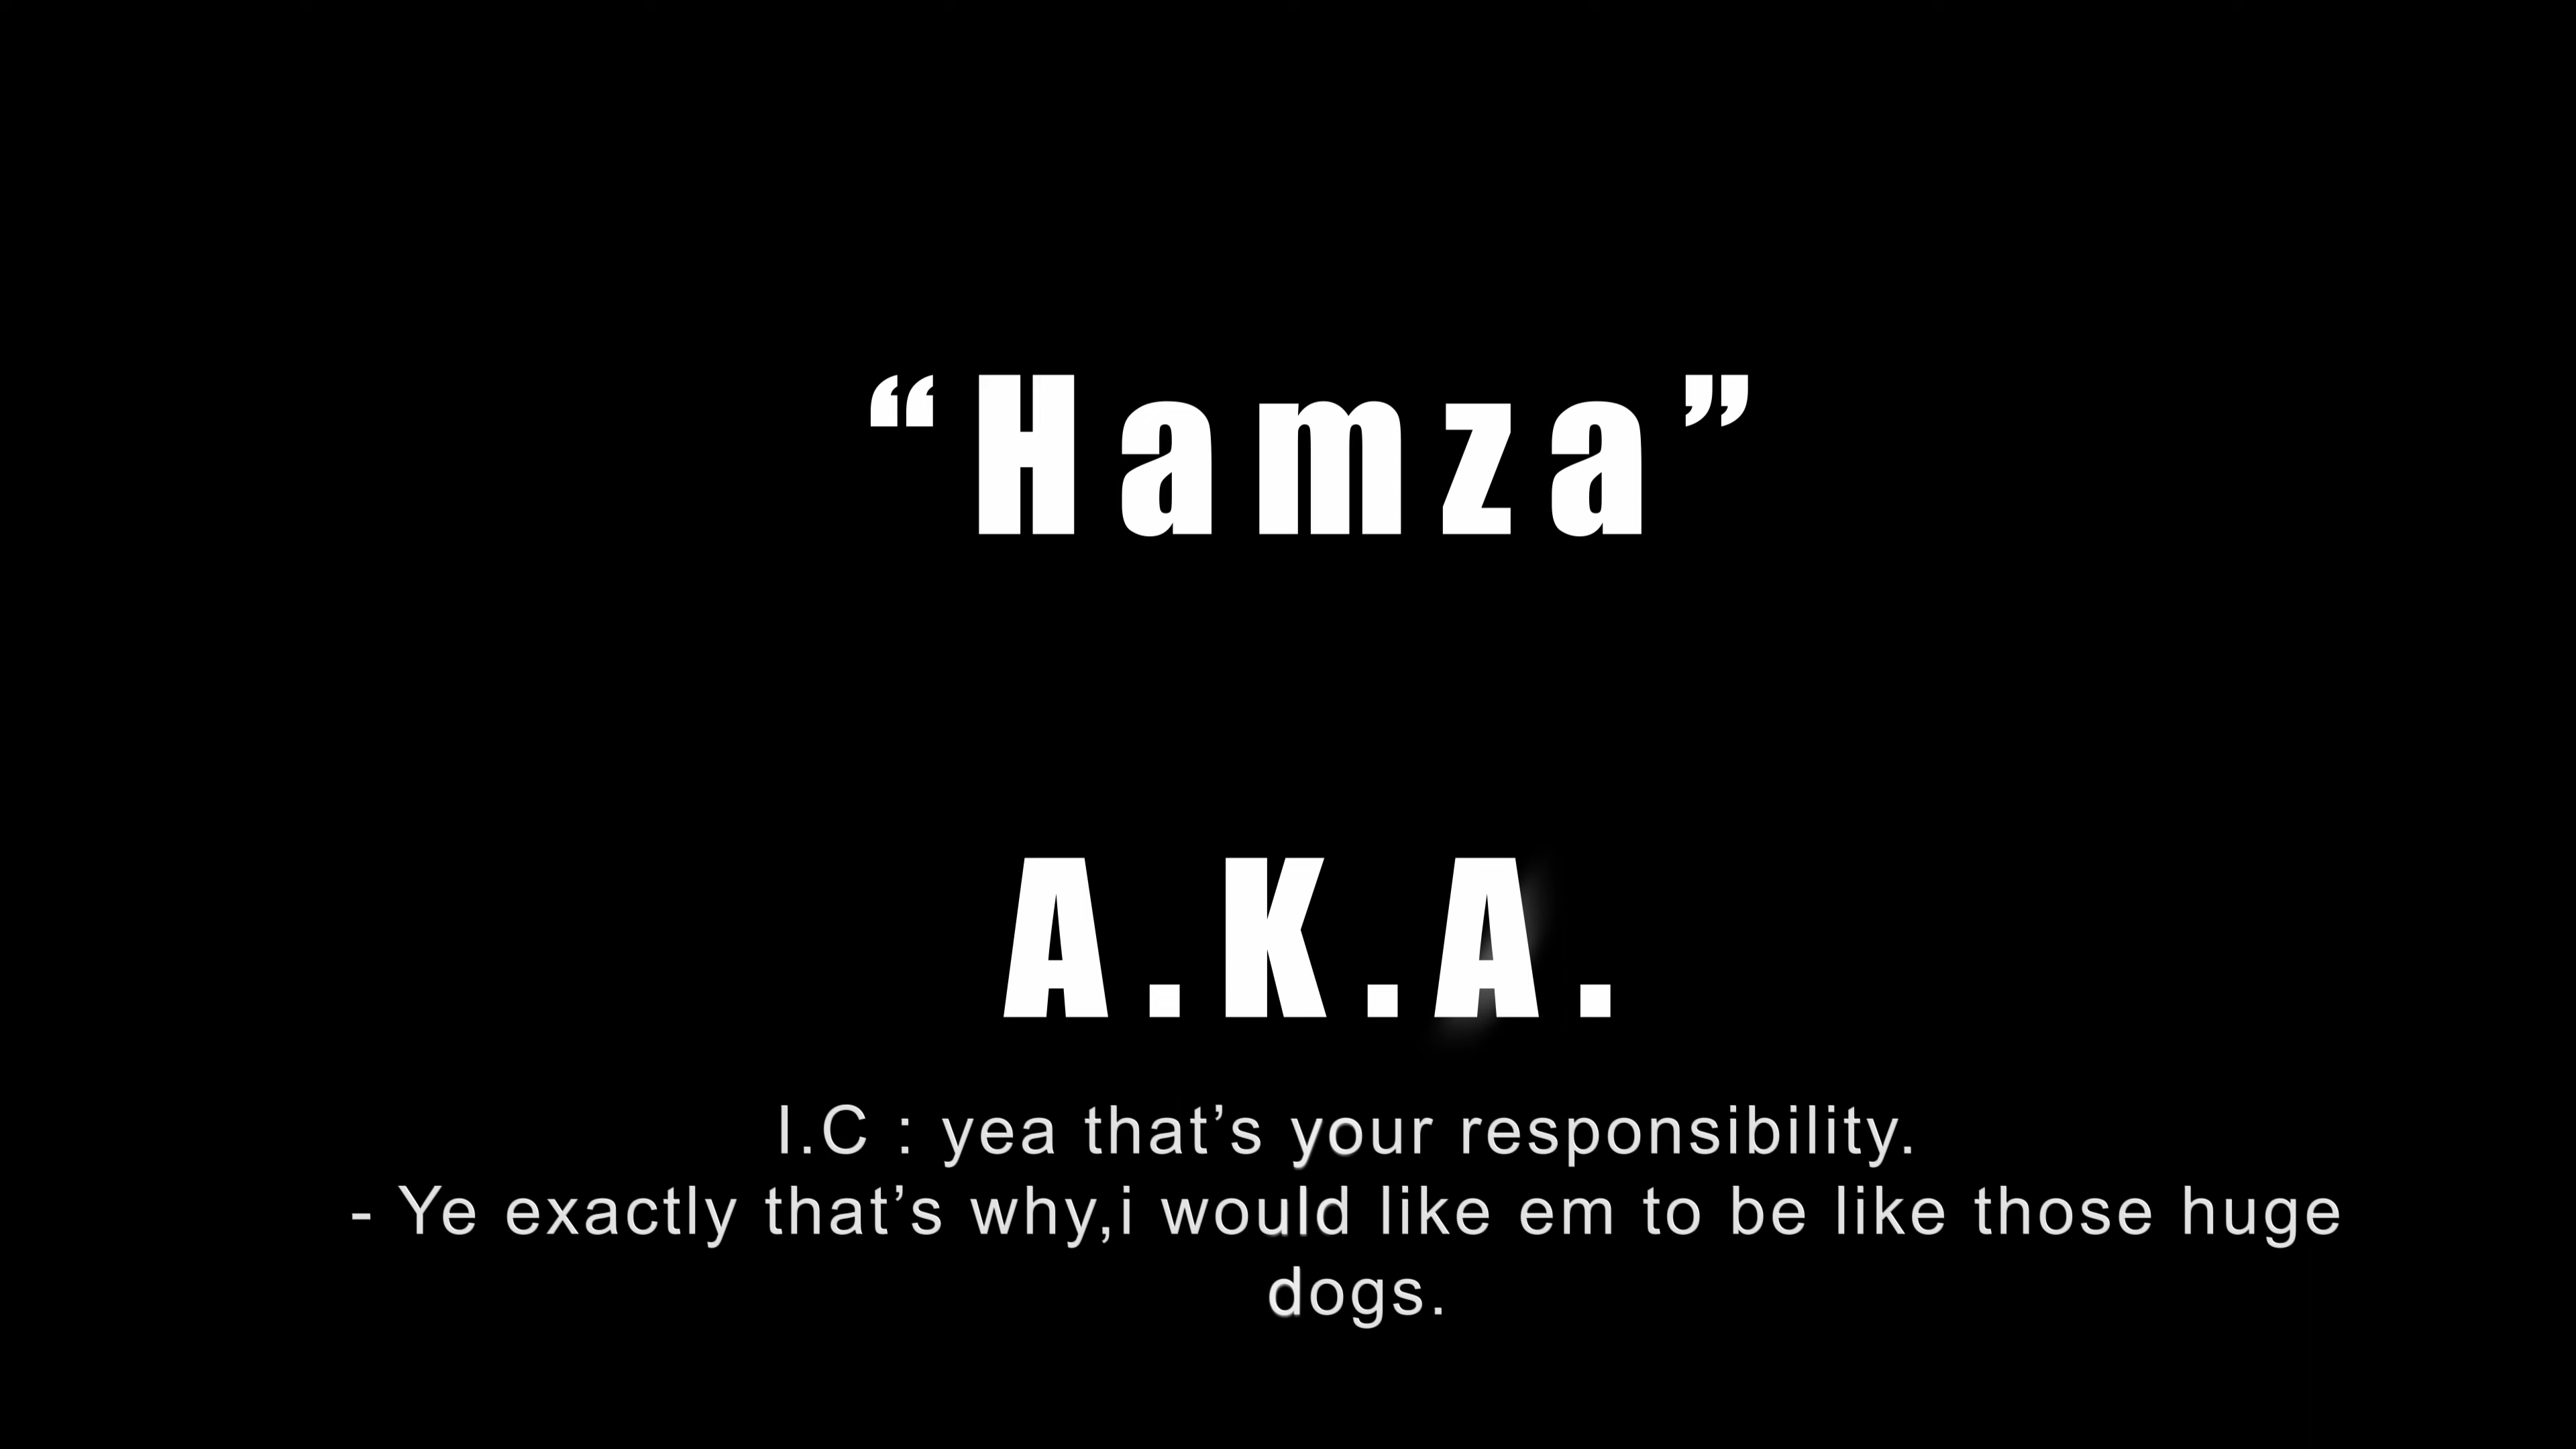 “Hamza”
A.K.A.
I.C : yea that’s your responsibility.
- Ye exactly that’s why,i would like em to be like those huge
dogs.